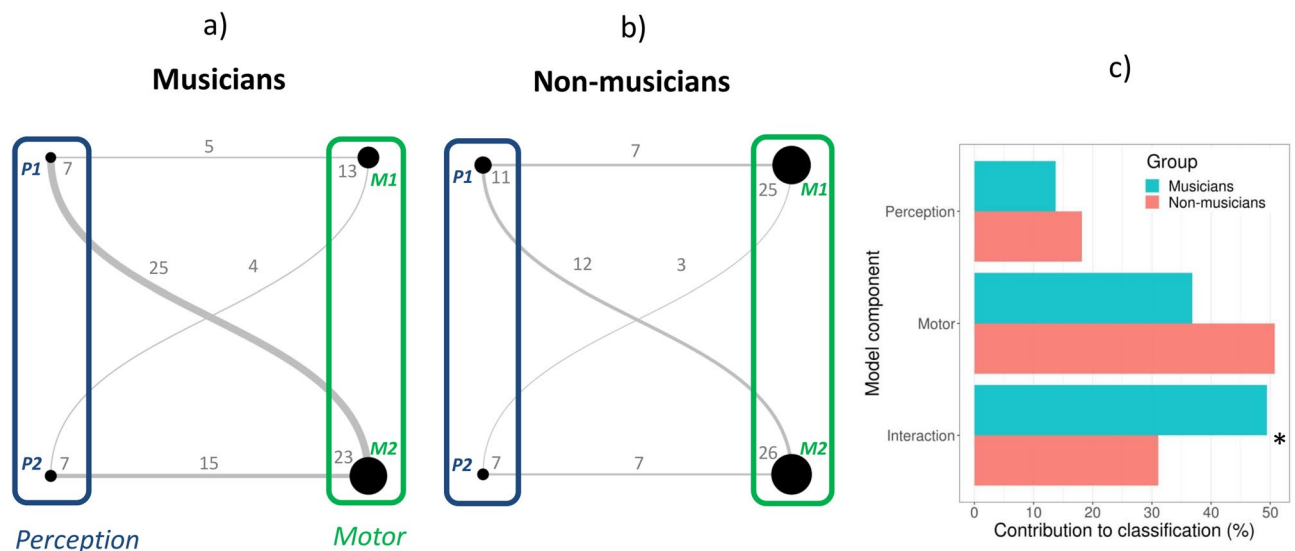 a)
Musicians
P1
7
5
13
M1
25
4
P2
7
15
23
M2
Perception
Motor
b)
Non-musicians
P1
11
7
25
M1
12
3
P2
7
7
26
M2
c)
Group
Musicians
Non-musicians
Model component
Perception
Motor
Interaction
*
0 10 20 30 40 50
Contribution to classification (%)